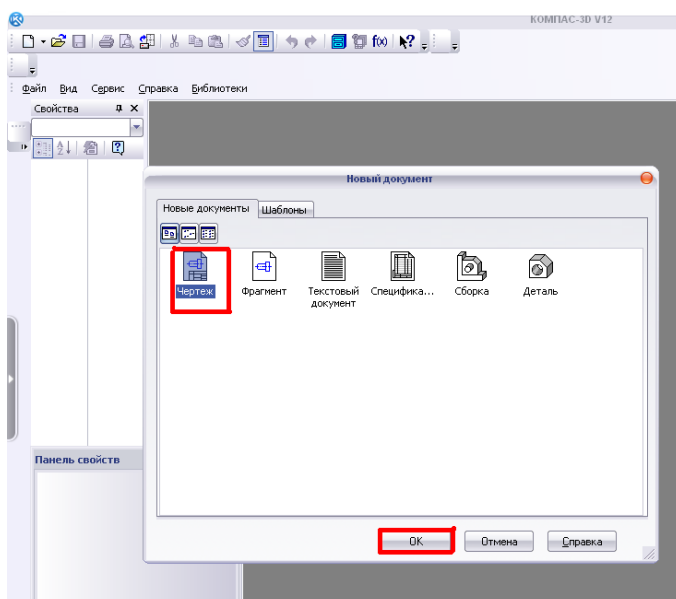 КОМПАС-3D V12
Файл Вид Сервис Справка Библиотеки
Свойства
Новый документ
Новые документы Шаблоны
Чертеж Фрагмент Текстовый документ Специфика... Сборка Деталь
Панель свойств
OK Отмена Справка